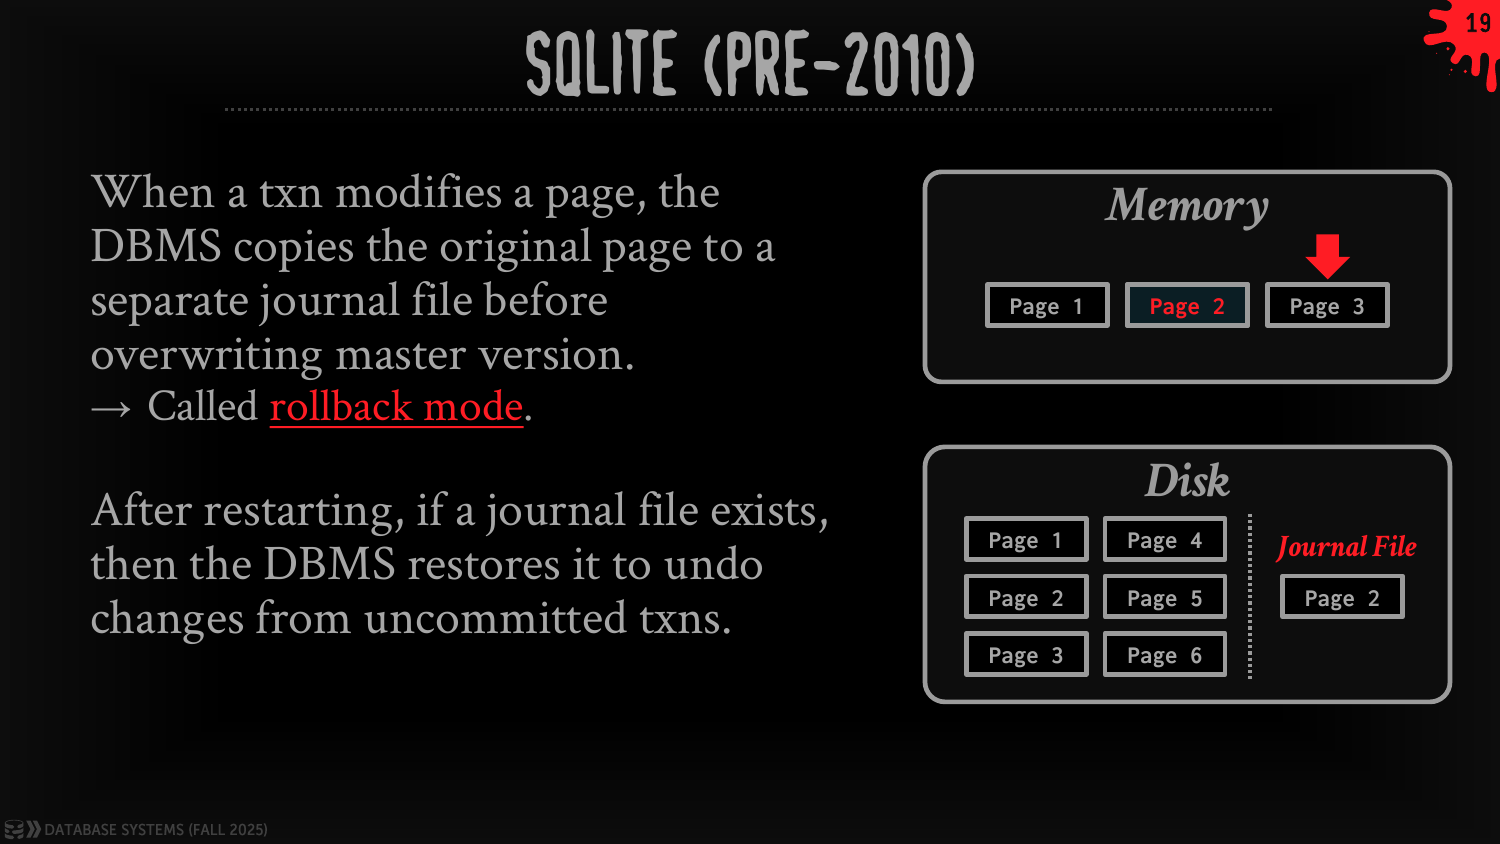 19
SQLITE (PRE-2010)
When a txn modifies a page, the
DBMS copies the original page to a
separate journal file before
overwriting master version.
→ Called rollback mode.
After restarting, if a journal file exists,
then the DBMS restores it to undo
changes from uncommitted txns.
Memory
Page 1 Page 2 Page 3
Disk
Page 1 Page 4
Page 2 Page 5
Page 3 Page 6
Journal File
Page 2
DATABASE SYSTEMS (FALL 2025)